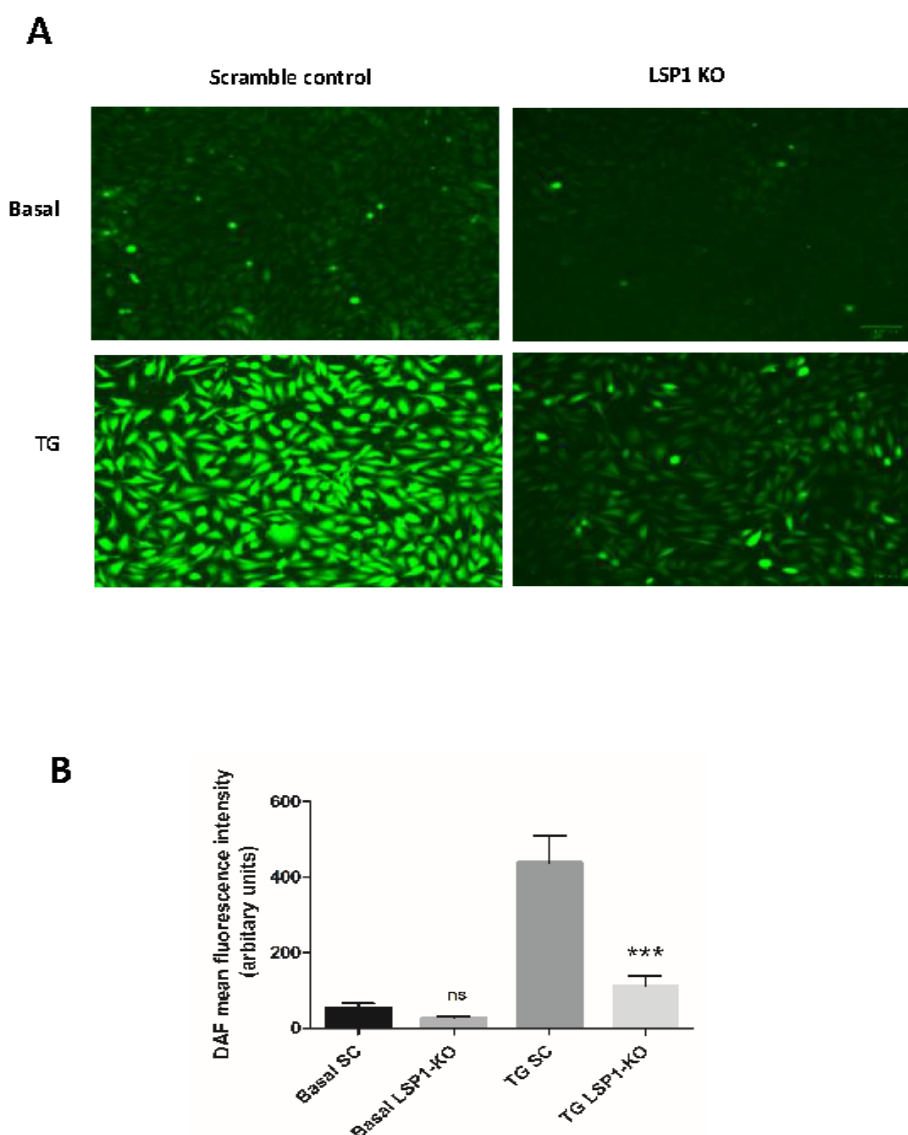 A
Scramble control
LSP1 KO
Basal
TG
B
DAF mean fluorescence intensity
(arbitary units)
600
400
200
0
ns
***
Basal SC
Basal LSP1-KO
TG SC
TG LSP1-KO